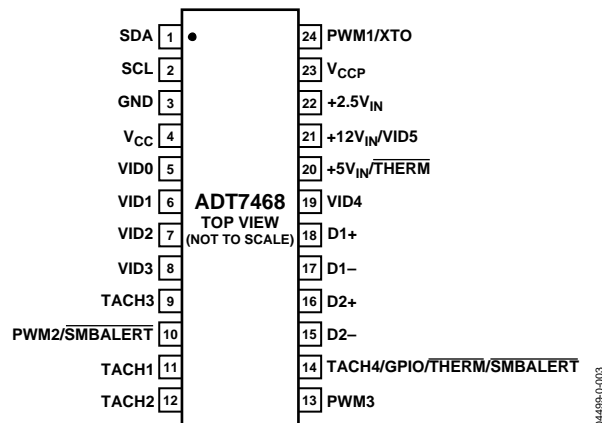 SDA 1
SCL 2
GND 3
VCC 4
VID0 5
VID1 6
VID2 7
VID3 8
TACH3 9
PWM2/SMBALERT 10
TACH1 11
TACH2 12
ADT7468
TOP VIEW
(NOT TO SCALE)
24 PWM1/XTO
23 VCCP
22 +2.5VIN
21 +12VIN/VID5
20 +5VIN/THERM
19 VID4
18 D1+
17 D1–
16 D2+
15 D2–
14 TACH4/GPIO/THERM/SMBALERT
13 PWM3
04499-0-003